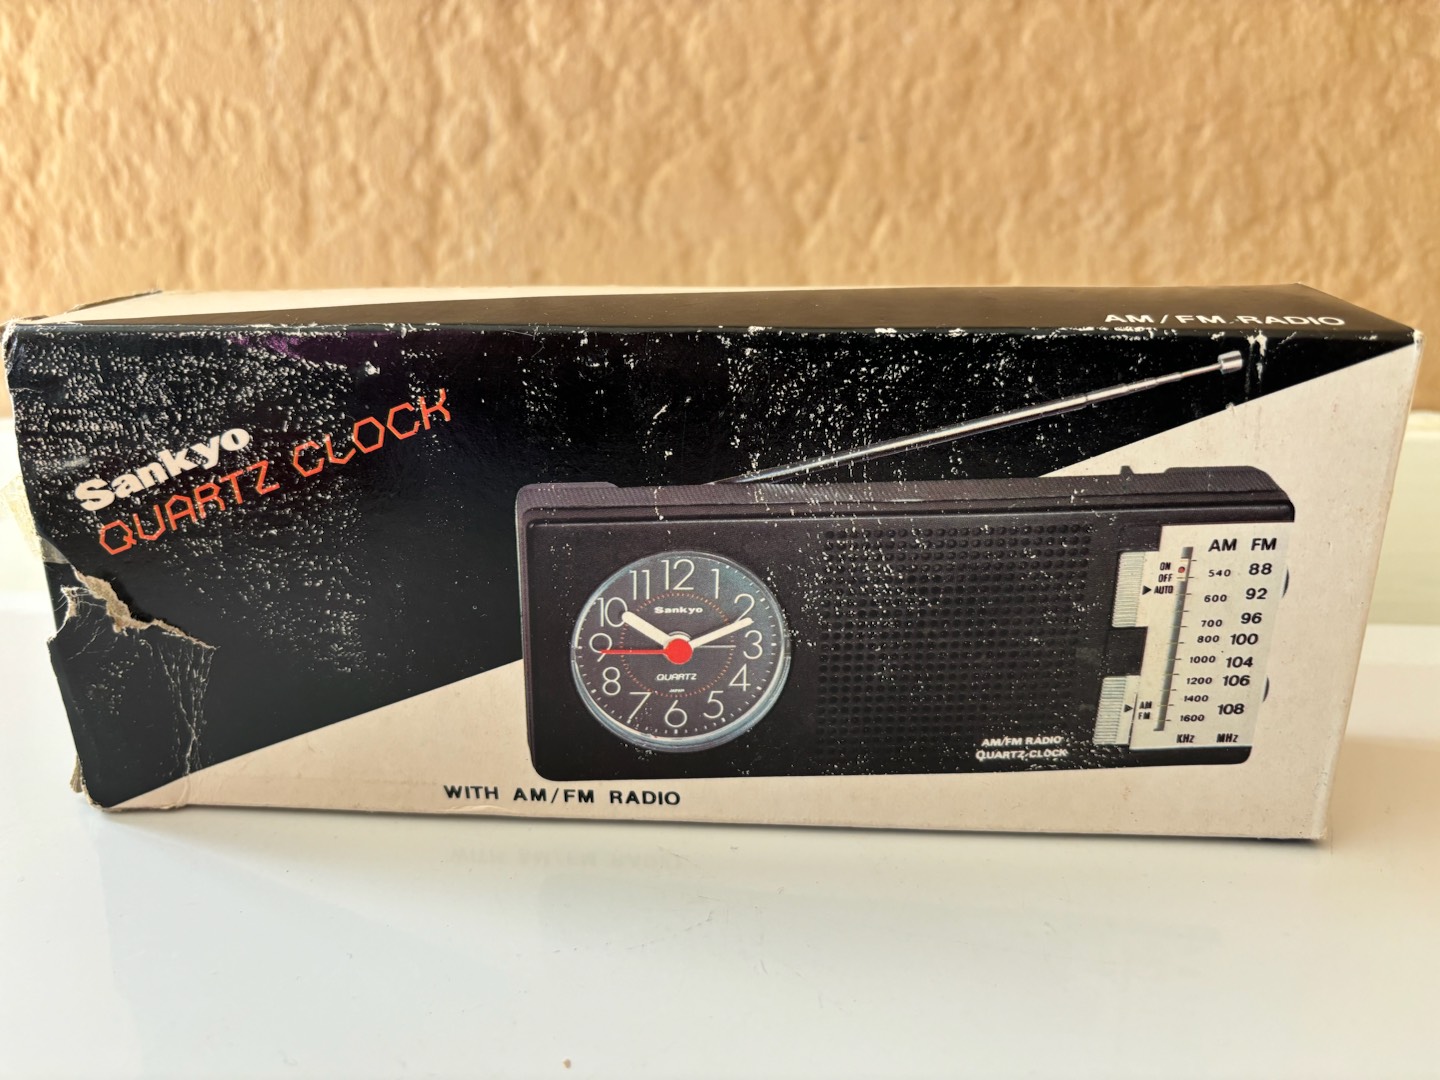 AM/FM RADIO
Sankyo
QUARTZ CLOCK
12
11
1
10
Sankyo
2
9
3
8
QUARTZ
4
JAPAN
7
5
6
ON
OFF
AUTO
AM FM
540 88
600 92
700 96
800 100
1000 104
1200 106
1400
108
1600
KHz MHz
AM
FM
AM/FM RADIO
QUARTZ-CLOCK
WITH AM/FM RADIO